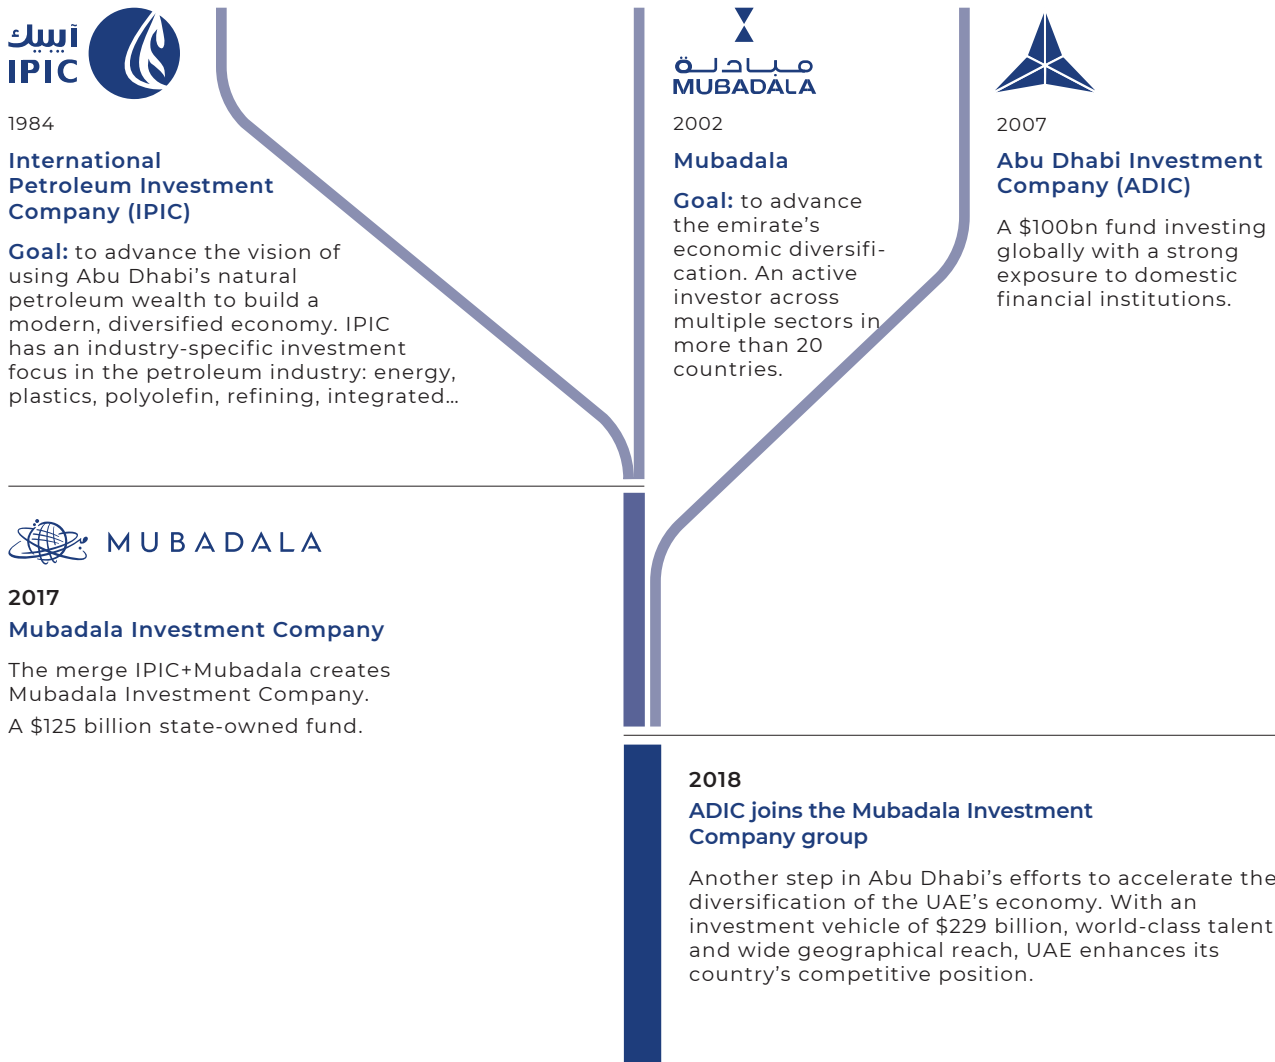 آيبيك
IPIC
1984
International
Petroleum Investment
Company (IPIC)
Goal: to advance the vision of
using Abu Dhabi’s natural
petroleum wealth to build a
modern, diversified economy. IPIC
has an industry-specific investment
focus in the petroleum industry: energy,
plastics, polyolefin, refining, integrated…
مبادلة
MUBADALA
2002
Mubadala
Goal: to advance
the emirate’s
economic diversifi-
cation. An active
investor across
multiple sectors in
more than 20
countries.
2007
Abu Dhabi Investment
Company (ADIC)
A $100bn fund investing
globally with a strong
exposure to domestic
financial institutions.
MUBADALA
2017
Mubadala Investment Company
The merge IPIC+Mubadala creates
Mubadala Investment Company.
A $125 billion state-owned fund.
2018
ADIC joins the Mubadala Investment
Company group
Another step in Abu Dhabi’s efforts to accelerate the
diversification of the UAE’s economy. With an
investment vehicle of $229 billion, world-class talent
and wide geographical reach, UAE enhances its
country’s competitive position.